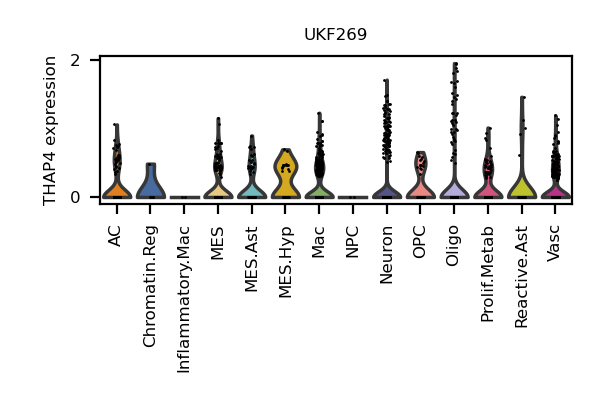 UKF269
THAP4 expression
2
0
AC
Chromatin.Reg
Inflammatory.Mac
MES
MES.Ast
MES.Hyp
Mac
NPC
Neuron
OPC
Oligo
Prolif.Metab
Reactive.Ast
Vasc